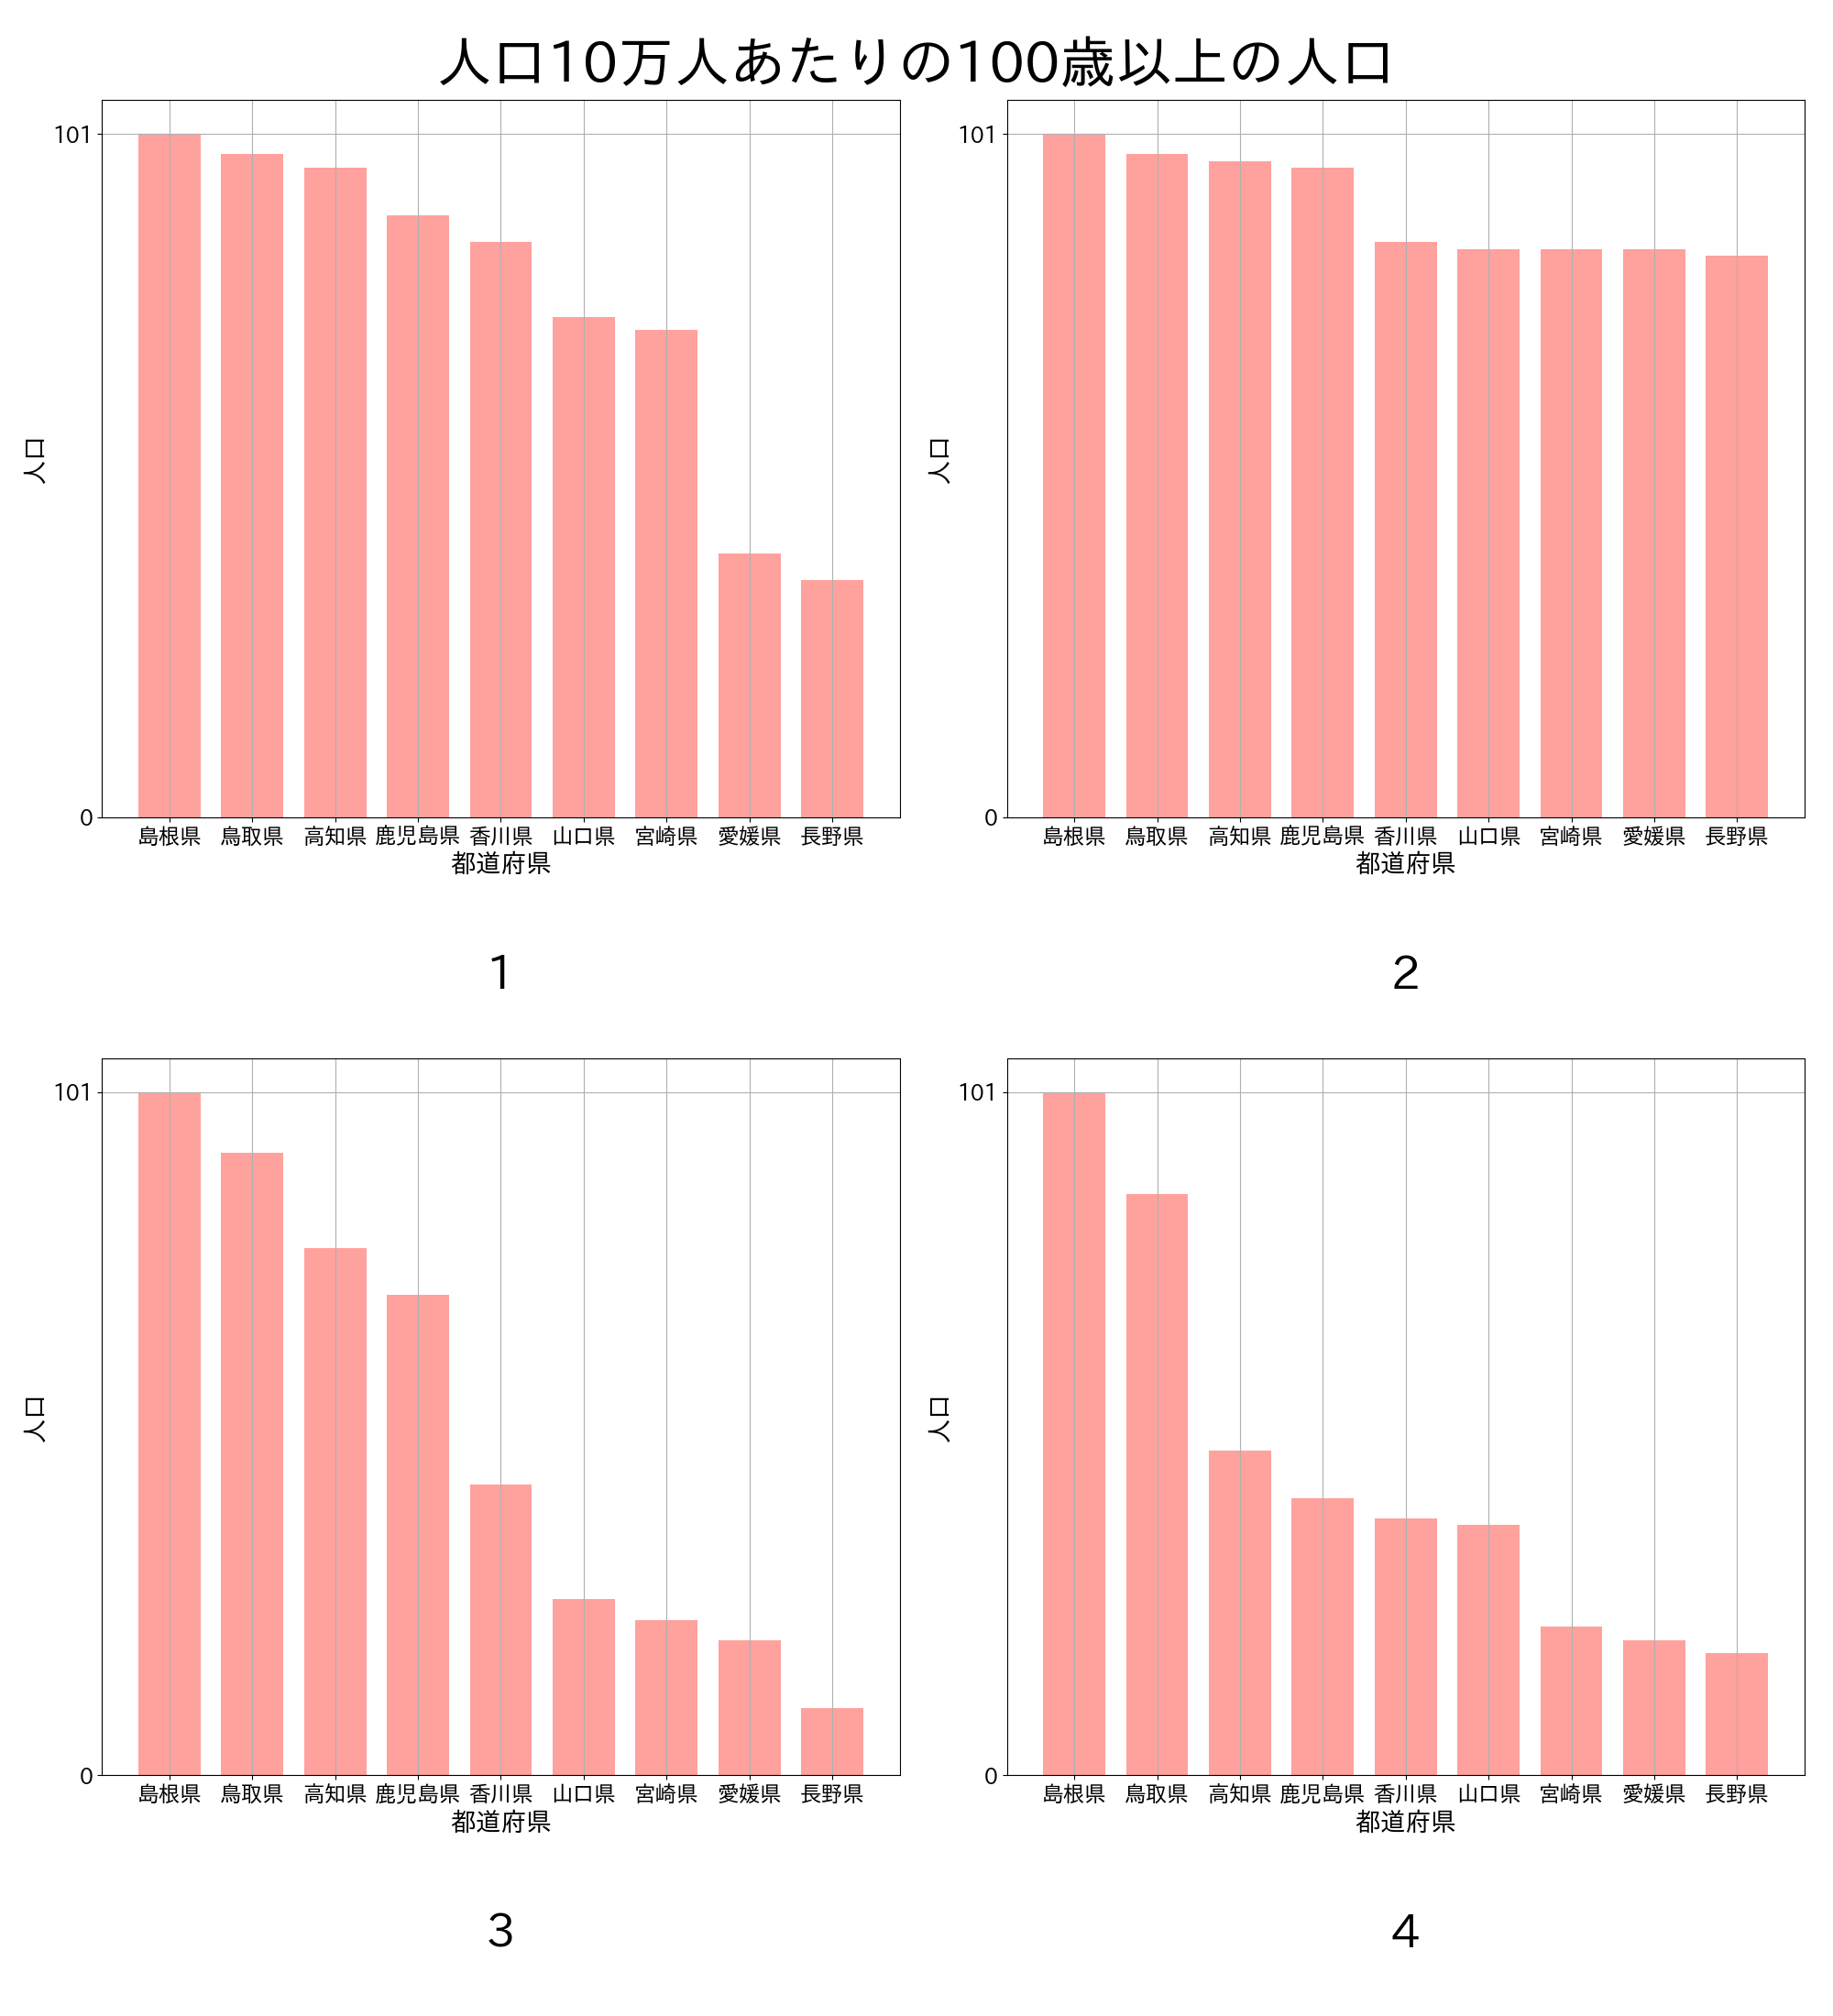 人口10万人あたりの100歳以上の人口
101
0
人口
島根県 鳥取県 高知県 鹿児島県 香川県 山口県 宮崎県 愛媛県 長野県
都道府県
1
101
0
人口
島根県 鳥取県 高知県 鹿児島県 香川県 山口県 宮崎県 愛媛県 長野県
都道府県
2
101
0
人口
島根県 鳥取県 高知県 鹿児島県 香川県 山口県 宮崎県 愛媛県 長野県
都道府県
3
101
0
人口
島根県 鳥取県 高知県 鹿児島県 香川県 山口県 宮崎県 愛媛県 長野県
都道府県
4